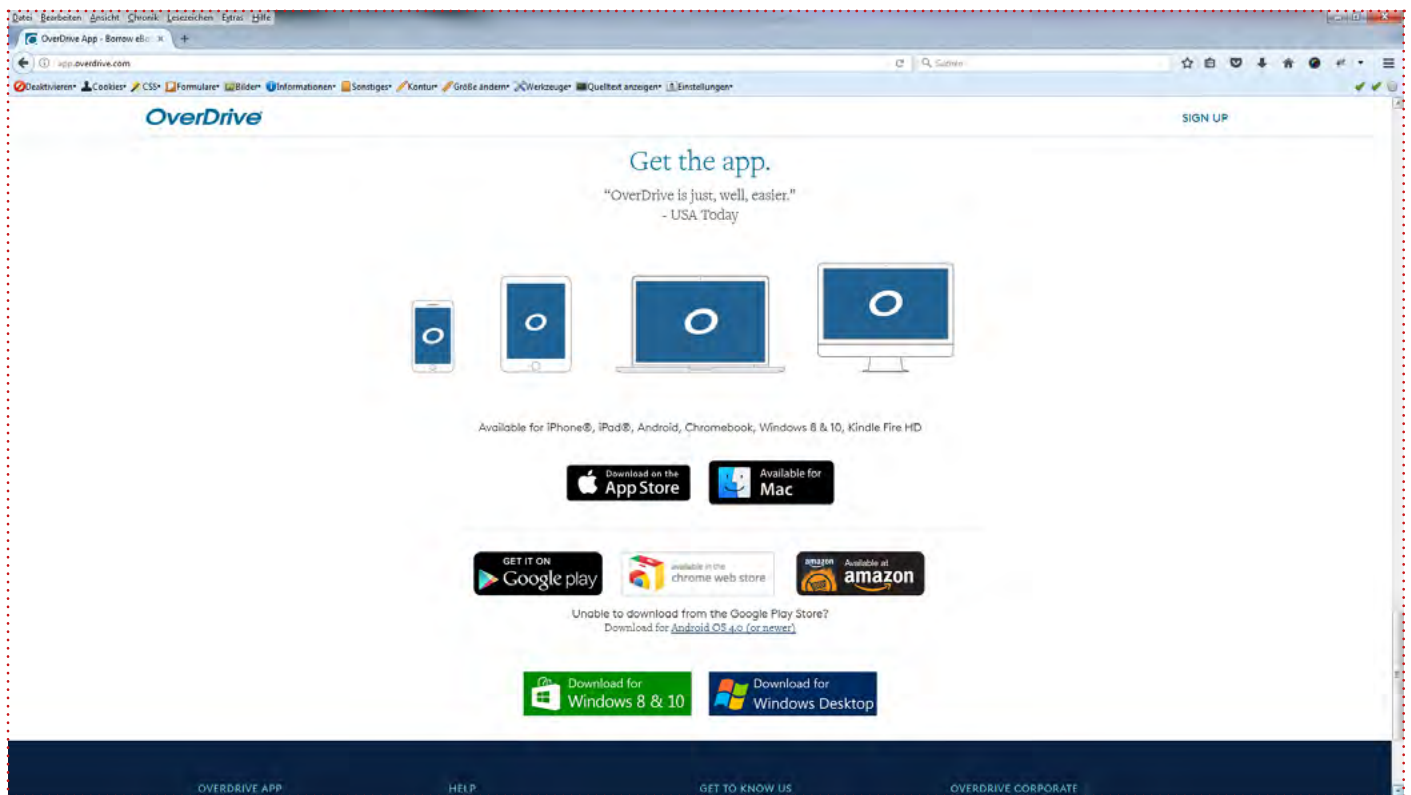 Datei Bearbeiten Ansicht Chronik Lesezeichen Extras Hilfe
OverDrive App - Borrow eBo
app.overdrive.com
Suchen
Deaktivieren Cookies CSS Formulare Bilder Informationen Sonstiges Kontur Größe ändern Werkzeuge Quelltext anzeigen Einstellungen
OverDrive SIGN UP
Get the app.
“OverDrive is just, well, easier.”
- USA Today
Available for iPhone®, iPad®, Android, Chromebook, Windows 8 & 10, Kindle Fire HD
Download on the
App Store
Available for
Mac
GET IT ON
Google play
available in the
chrome web store
amazon
Available at
amazon
Unable to download from the Google Play Store?
Download for Android OS 4.0 (or newer)
Download for
Windows 8 & 10
Download for
Windows Desktop
OVERDRIVE APP HELP GET TO KNOW US OVERDRIVE CORPORATE